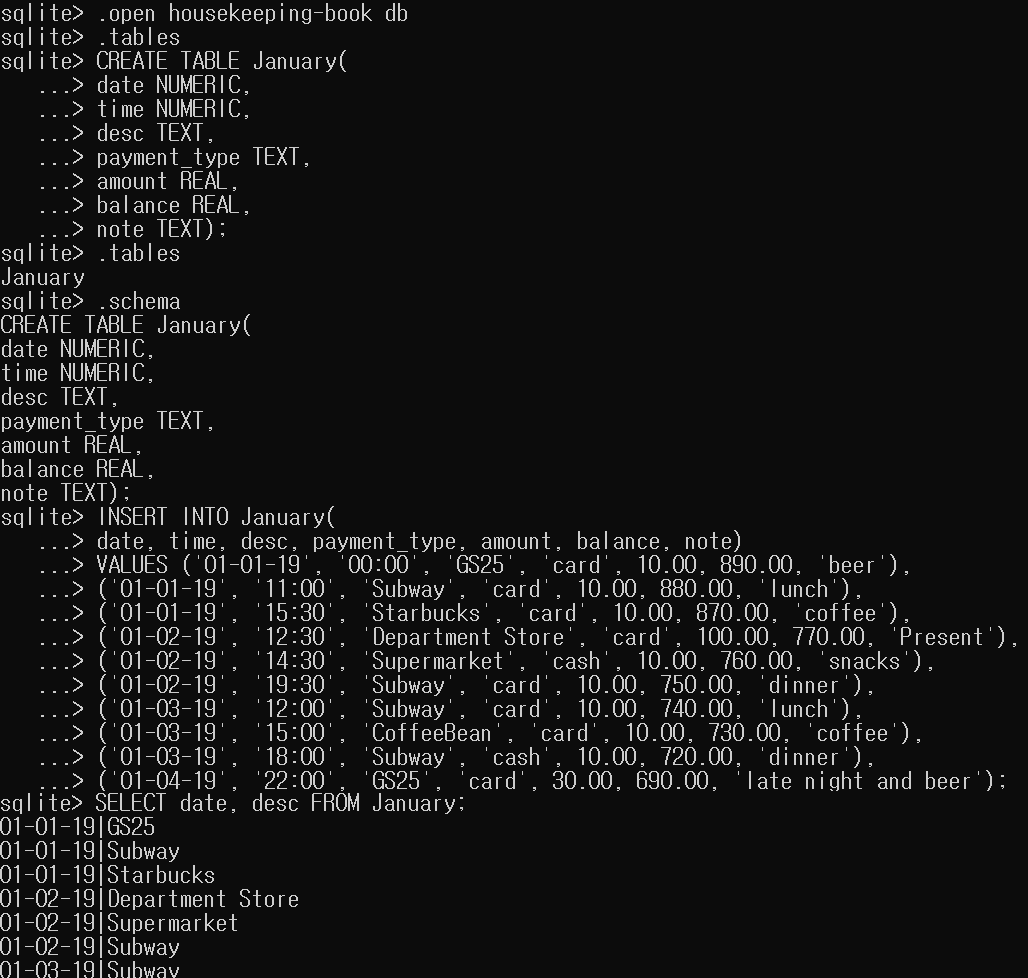 sqlite> .open housekeeping-book db
sqlite> .tables
sqlite> CREATE TABLE January(
...> date NUMERIC,
...> time NUMERIC,
...> desc TEXT,
...> payment_type TEXT,
...> amount REAL,
...> balance REAL,
...> note TEXT);
sqlite> .tables
January
sqlite> .schema
CREATE TABLE January(
date NUMERIC,
time NUMERIC,
desc TEXT,
payment_type TEXT,
amount REAL,
balance REAL,
note TEXT);
sqlite> INSERT INTO January(
...> date, time, desc, payment_type, amount, balance, note)
...> VALUES ('01-01-19', '00:00', 'GS25', 'card', 10.00, 890.00, 'beer'),
...> ('01-01-19', '11:00', 'Subway', 'card', 10.00, 880.00, 'lunch'),
...> ('01-01-19', '15:30', 'Starbucks', 'card', 10.00, 870.00, 'coffee'),
...> ('01-02-19', '12:30', 'Department Store', 'card', 100.00, 770.00, 'Present'),
...> ('01-02-19', '14:30', 'Supermarket', 'cash', 10.00, 760.00, 'snacks'),
...> ('01-02-19', '19:30', 'Subway', 'card', 10.00, 750.00, 'dinner'),
...> ('01-03-19', '12:00', 'Subway', 'card', 10.00, 740.00, 'lunch'),
...> ('01-03-19', '15:00', 'CoffeeBean', 'card', 10.00, 730.00, 'coffee'),
...> ('01-03-19', '18:00', 'Subway', 'cash', 10.00, 720.00, 'dinner'),
...> ('01-04-19', '22:00', 'GS25', 'card', 30.00, 690.00, 'late night and beer');
sqlite> SELECT date, desc FROM January;
01-01-19|GS25
01-01-19|Subway
01-01-19|Starbucks
01-02-19|Department Store
01-02-19|Supermarket
01-02-19|Subway
01-03-19|Subway